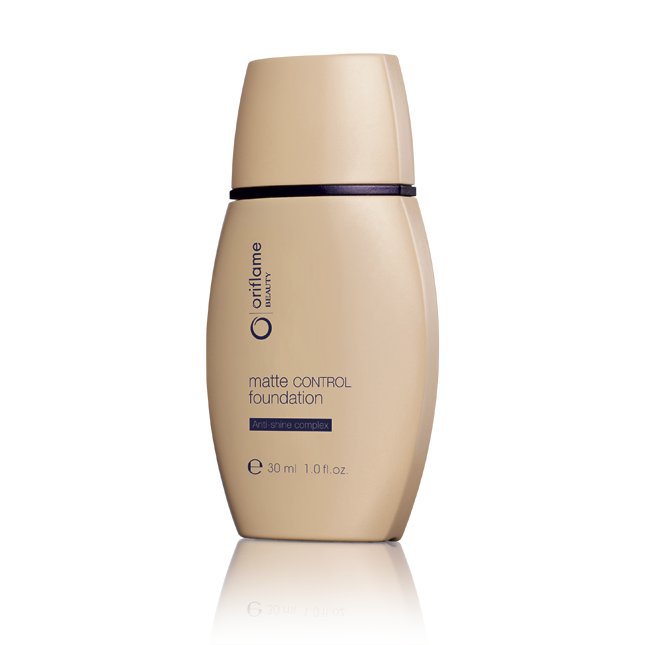 oriflame
BEAUTY
matte CONTROL
foundation
Anti-shine complex
e 30 ml 1.0 fl.oz.